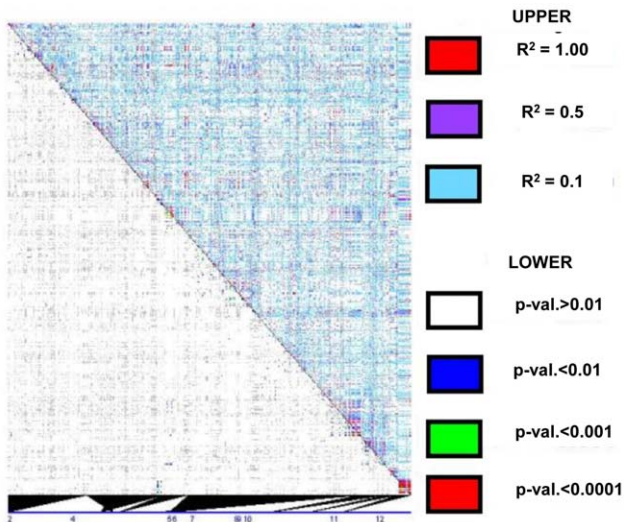 UPPER
R² = 1.00
R² = 0.5
R² = 0.1
LOWER
p-val.>0.01
p-val.<0.01
p-val.<0.001
p-val.<0.0001
2 4 56 7 10 11 12